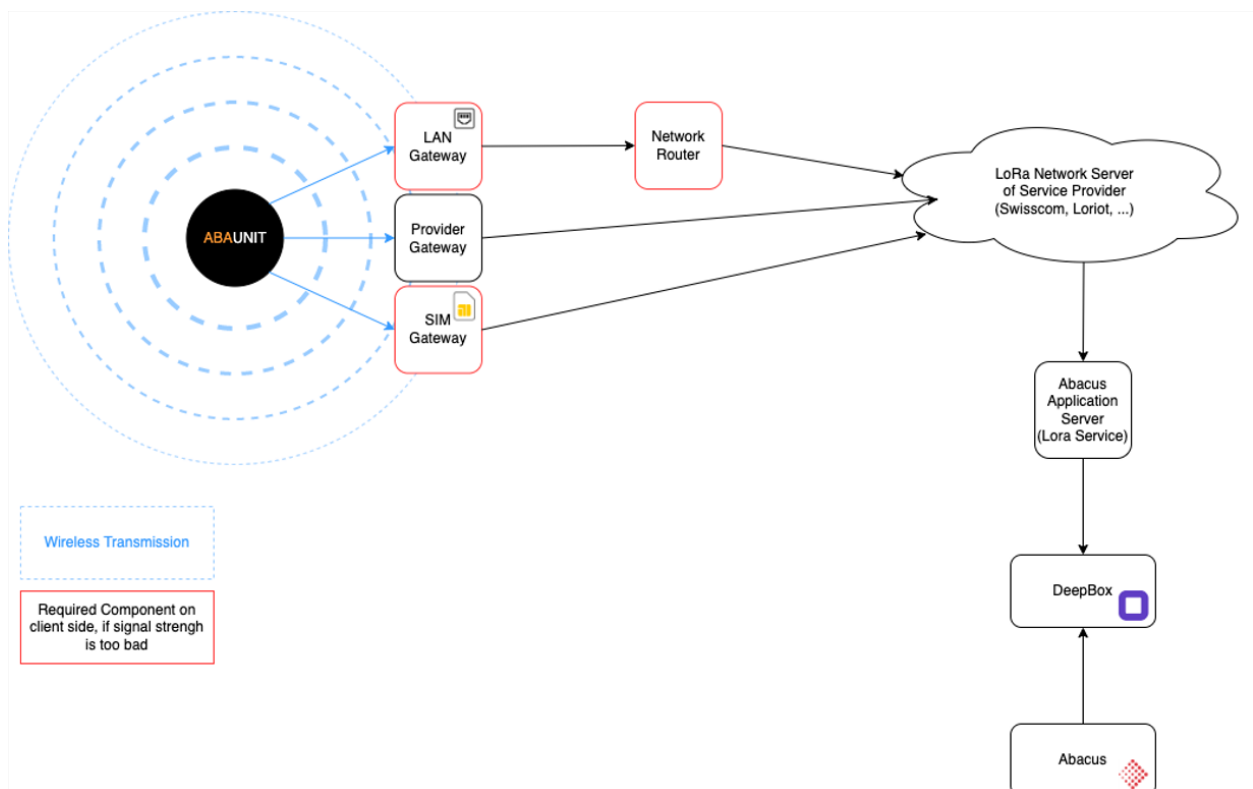 LAN
Gateway
Network
Router
LoRa Network Server
of Service Provider
(Swisscom, Loriot, ...)
ABAUNIT
Provider
Gateway
SIM
Gateway
Abacus
Application
Server
(Lora Service)
Wireless Transmission
DeepBox
Required Component on
client side, if signal strengh
is too bad
Abacus